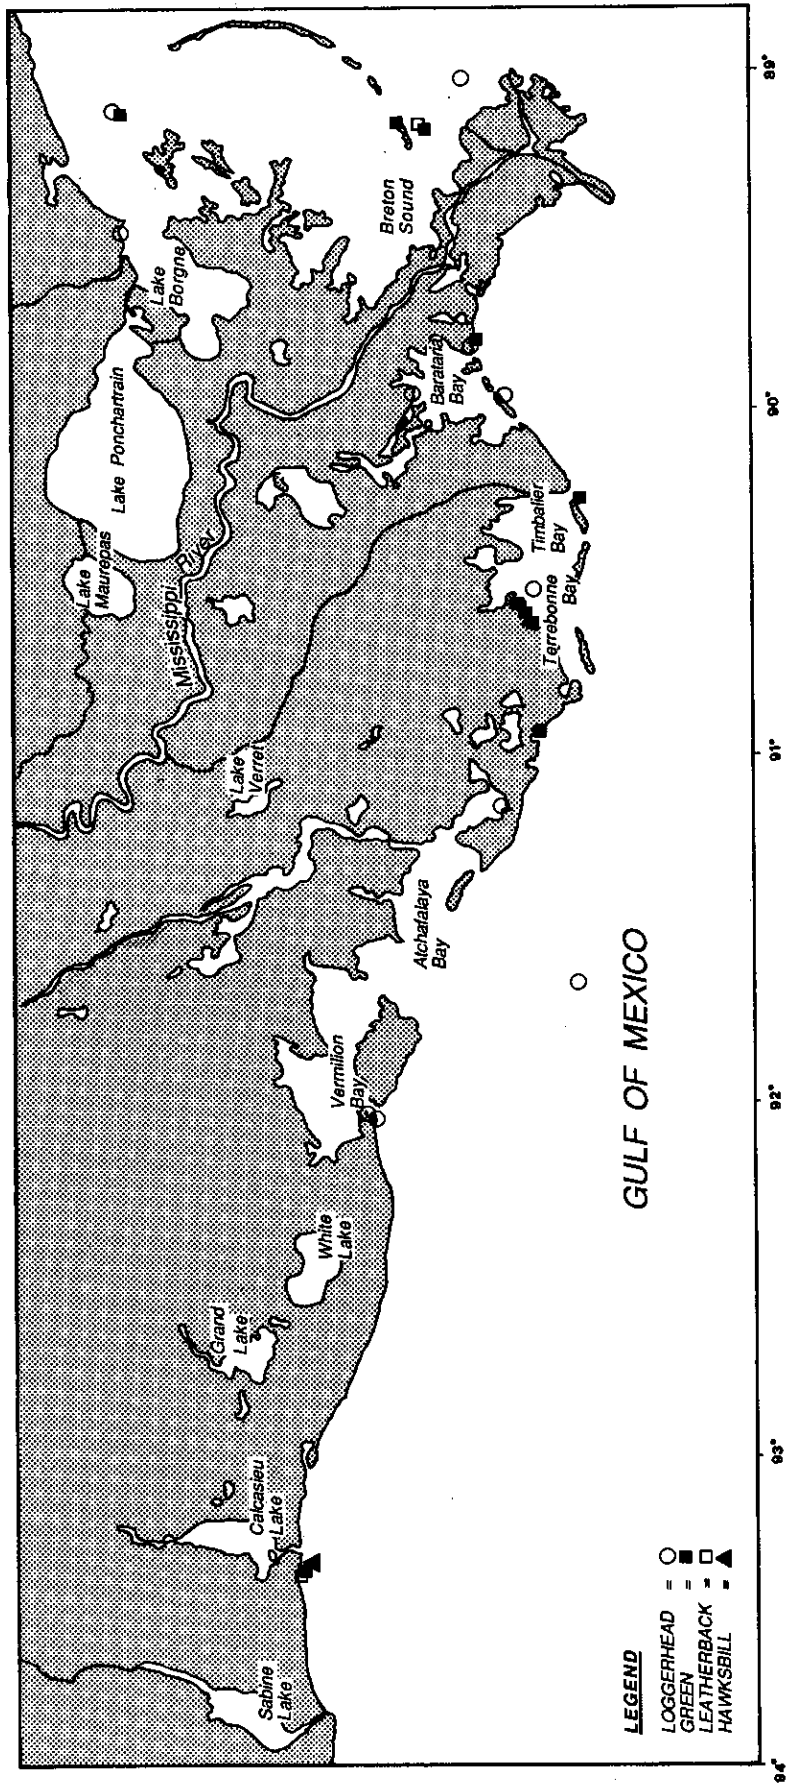 Sabine
Lake
Calcasieu
Lake
Grand
Lake
White
Lake
Vermilion
Bay
Atchafalaya
Bay
Lake
Verret
Mississippi
River
Lake
Maurepas
Lake Ponchartrain
Lake
Borgne
Terrebonne
Bay
Timbalier
Bay
Barataria
Bay
Breton
Sound
GULF OF MEXICO
LEGEND
LOGGERHEAD = ○
GREEN = ■
LEATHERBACK = □
HAWKSBILL = ▲
94°
93°
92°
91°
90°
89°